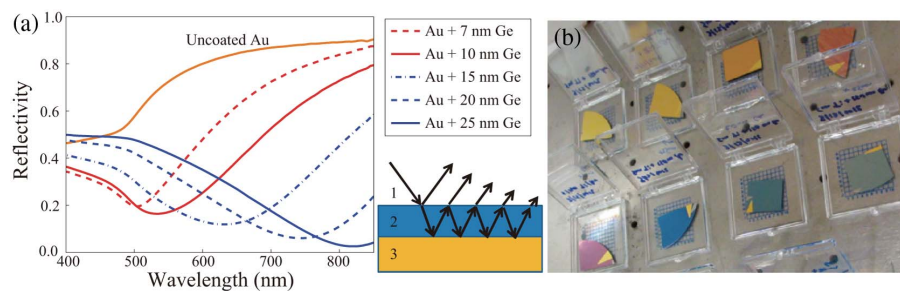 (a)
Reflectivity
1.0
0.8
0.6
0.4
0.2
0.0
400
500
600
700
800
Wavelength (nm)
Uncoated Au
Au + 7 nm Ge
Au + 10 nm Ge
Au + 15 nm Ge
Au + 20 nm Ge
Au + 25 nm Ge
1
2
3
(b)